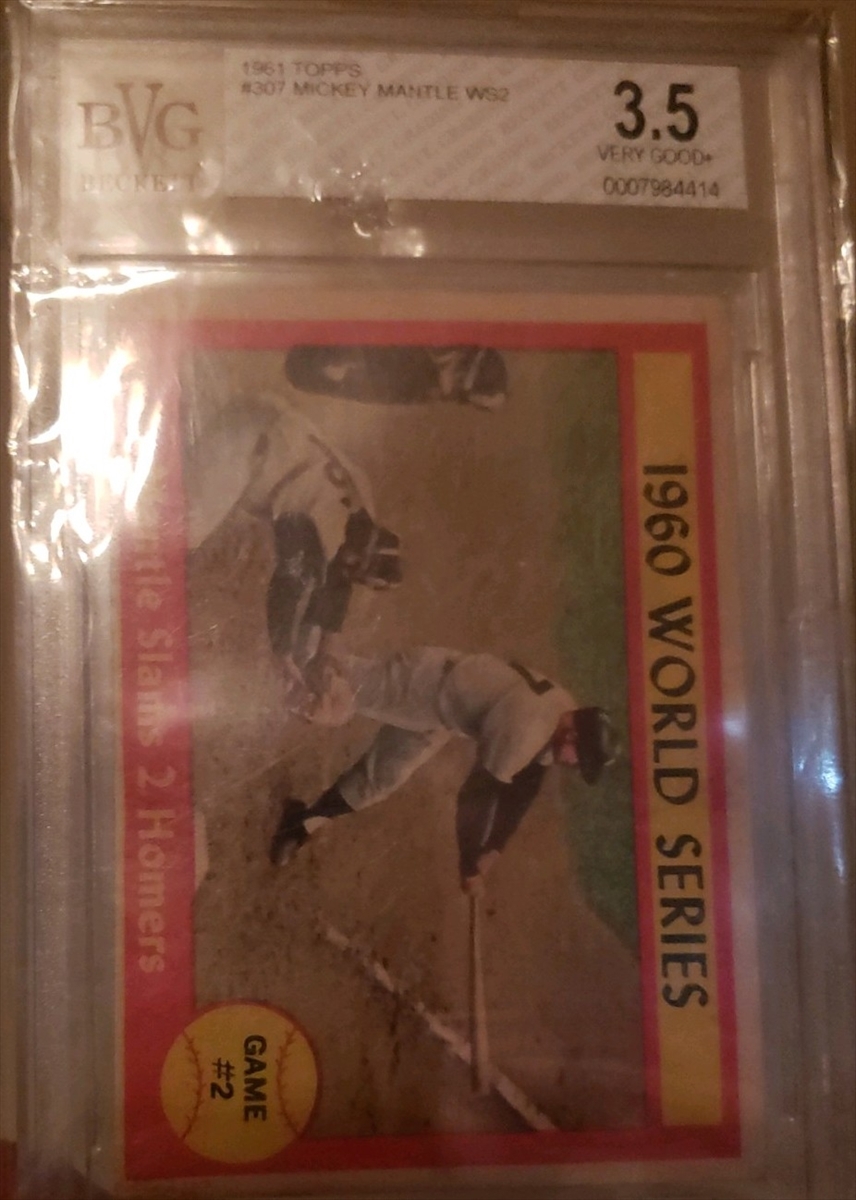 BVG
BECKETT
1961 TOPPS
#307 MICKEY MANTLE WS2
3.5
VERY GOOD+
0007984414
1960 WORLD SERIES
Slams 2 Homers
GAME
#2